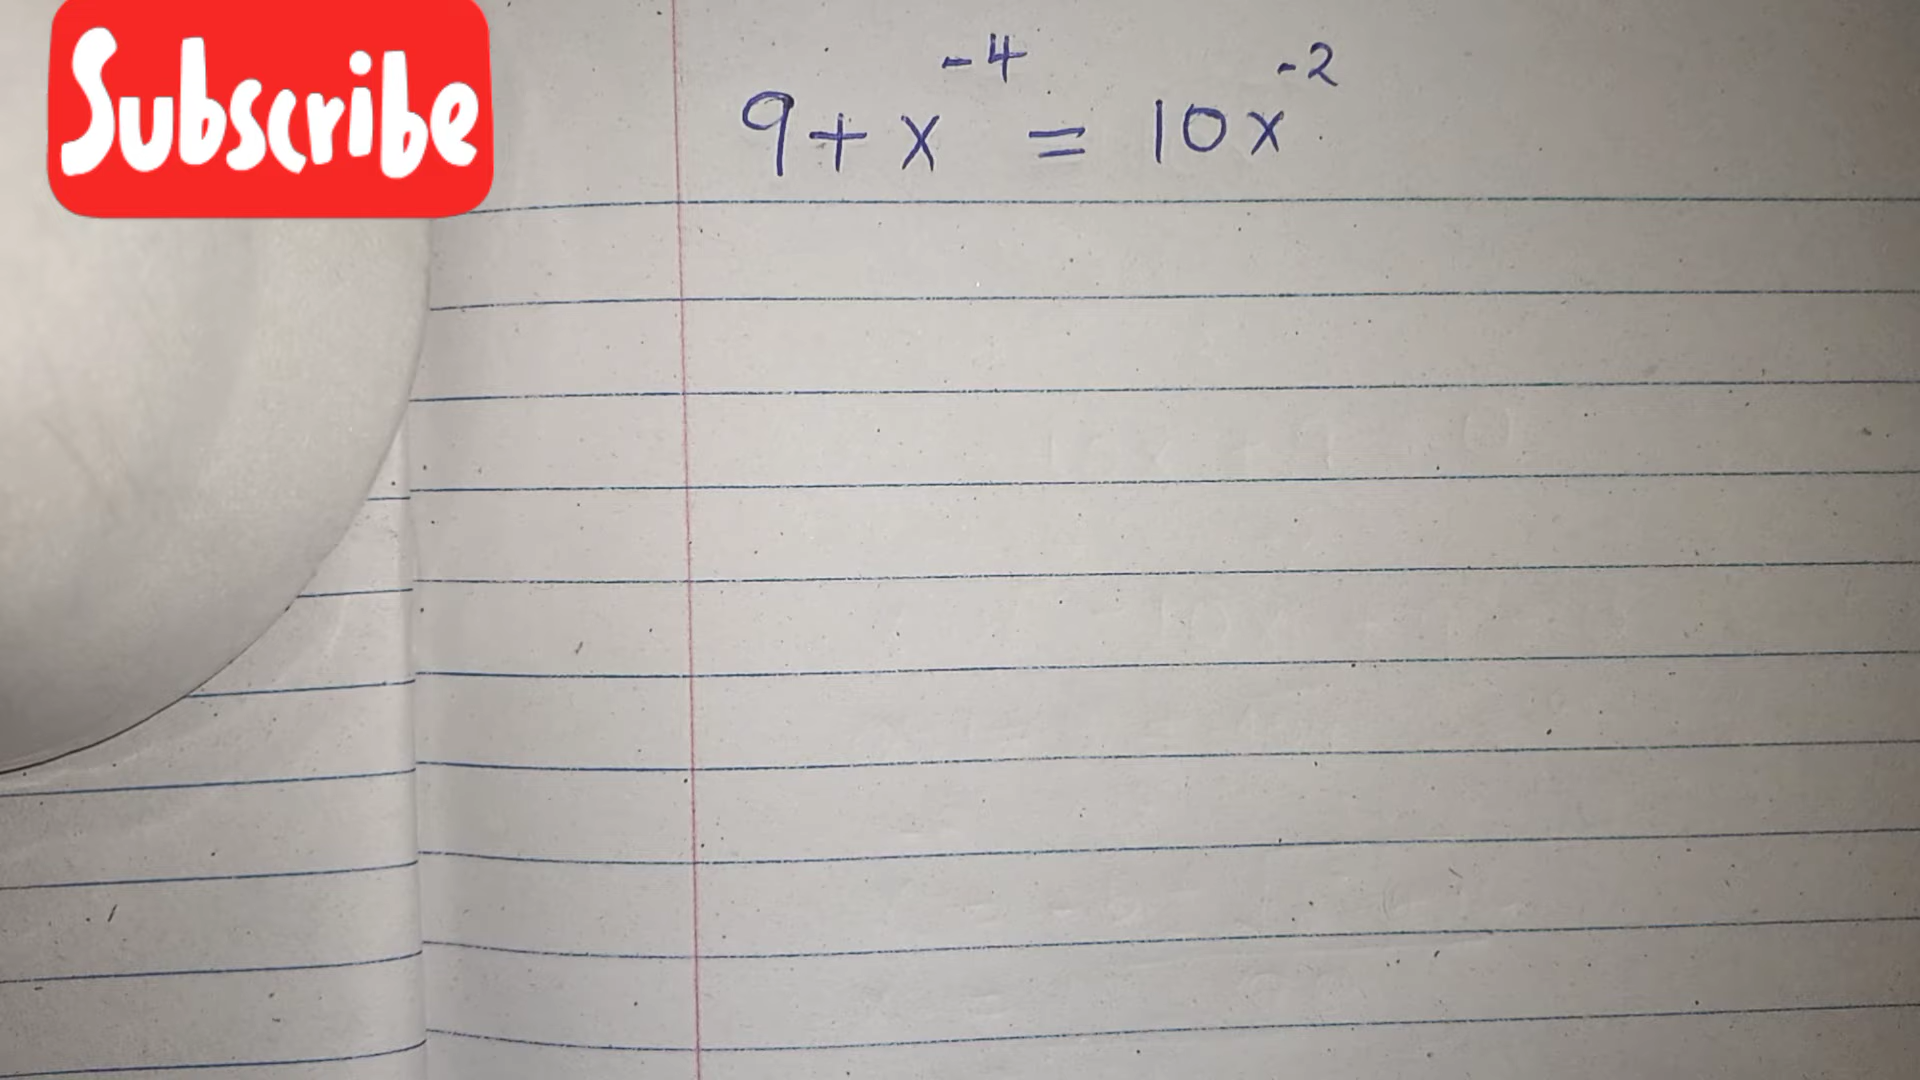 Subscribe
9 + x⁻⁴ = 10x⁻²